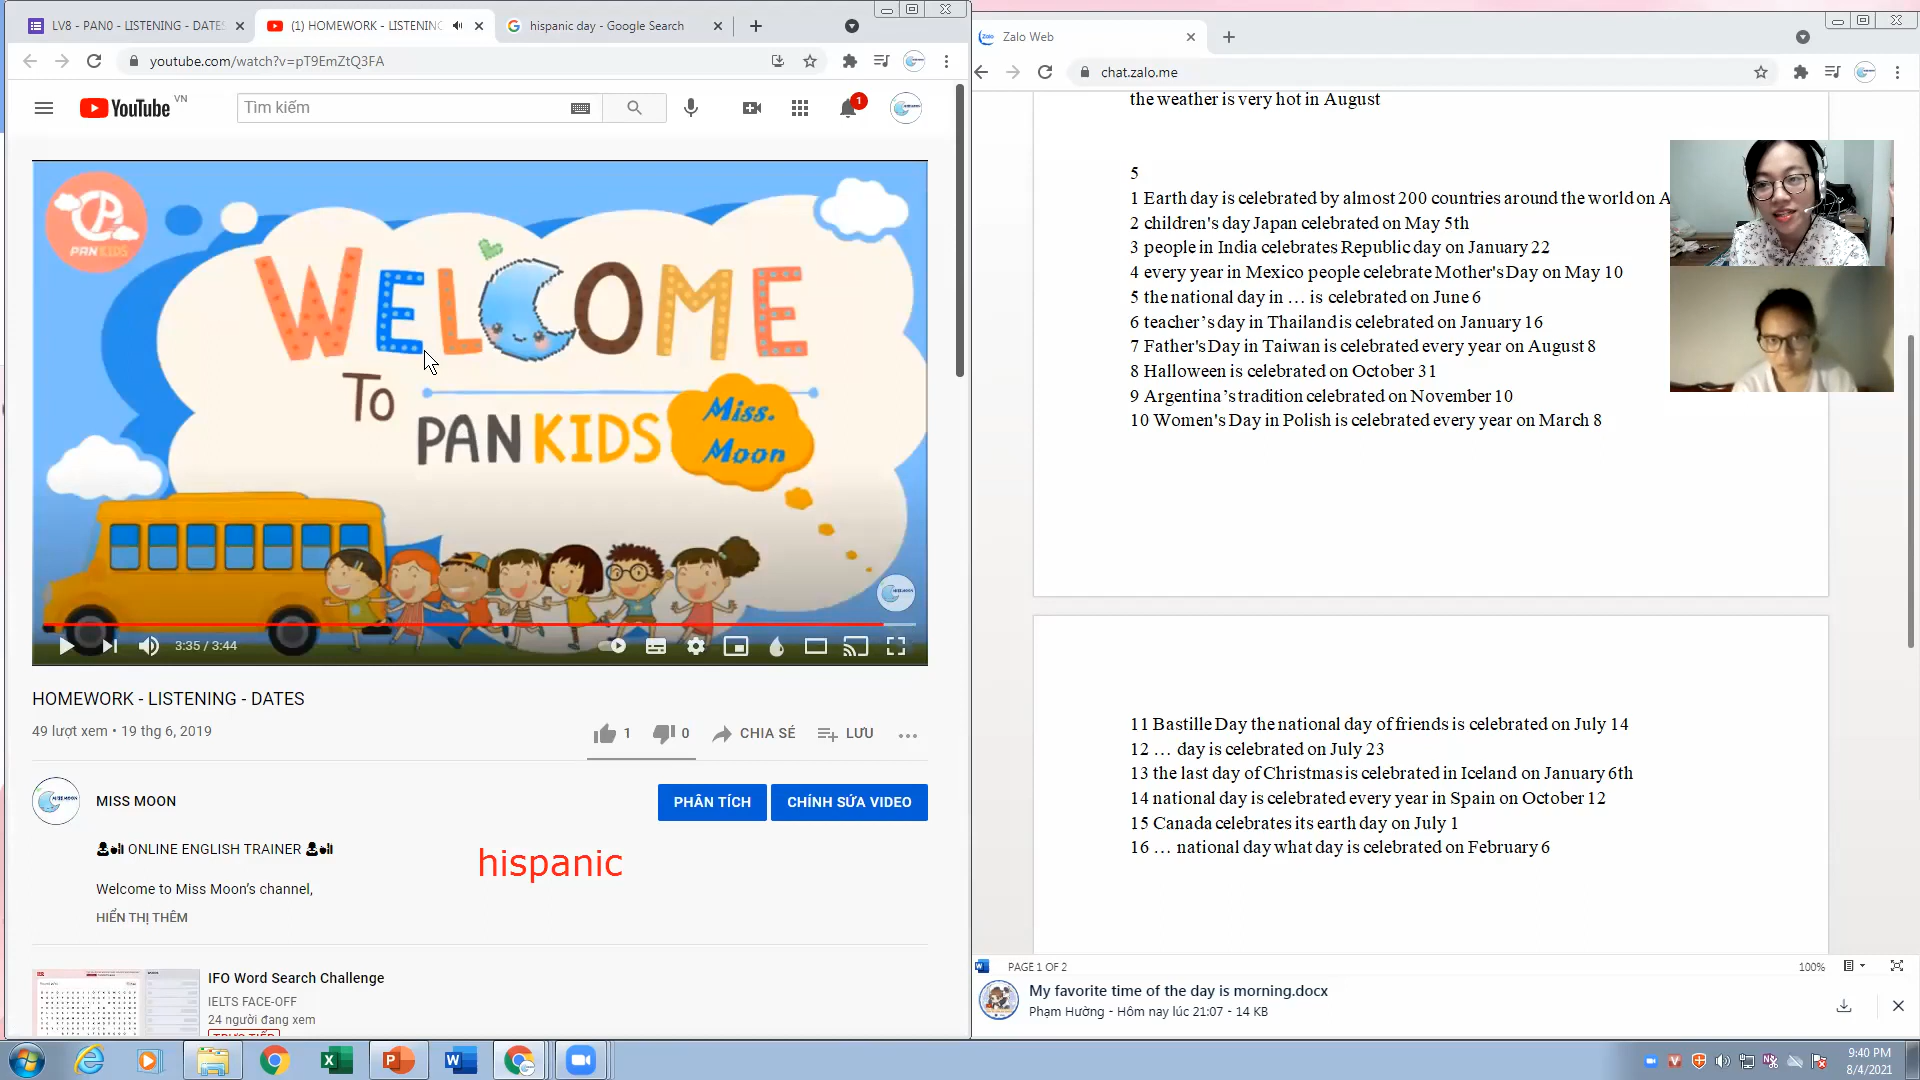 LV8 - PAN0 - LISTENING - DATES
(1) HOMEWORK - LISTENING
hispanic day - Google Search
youtube.com/watch?v=pT9EmZtQ3FA
YouTube VN
Tìm kiếm
1
PANKIDS
WELCOME
To
PANKIDS
Miss.
Moon
3:35 / 3:44
HOMEWORK - LISTENING - DATES
49 lượt xem • 19 thg 6, 2019
1
0
CHIA SẺ
LƯU
MISS MOON
PHÂN TÍCH
CHỈNH SỬA VIDEO
ONLINE ENGLISH TRAINER
Welcome to Miss Moon's channel,
HIỂN THỊ THÊM
hispanic
IFO Word Search Challenge
IELTS FACE-OFF
24 người đang xem
TRỰC TIẾP
Zalo Web
chat.zalo.me
the weather is very hot in August
5
1 Earth day is celebrated by almost 200 countries around the world on A
2 children's day Japan celebrated on May 5th
3 people in India celebrates Republic day on January 22
4 every year in Mexico people celebrate Mother's Day on May 10
5 the national day in … is celebrated on June 6
6 teacher’s day in Thailand is celebrated on January 16
7 Father's Day in Taiwan is celebrated every year on August 8
8 Halloween is celebrated on October 31
9 Argentina’s tradition celebrated on November 10
10 Women's Day in Polish is celebrated every year on March 8
11 Bastille Day the national day of friends is celebrated on July 14
12 … day is celebrated on July 23
13 the last day of Christmas is celebrated in Iceland on January 6th
14 national day is celebrated every year in Spain on October 12
15 Canada celebrates its earth day on July 1
16 … national day what day is celebrated on February 6
PAGE 1 OF 2
100%
My favorite time of the day is morning.docx
Phạm Hường - Hôm nay lúc 21:07 - 14 KB
9:40 PM
8/4/2021